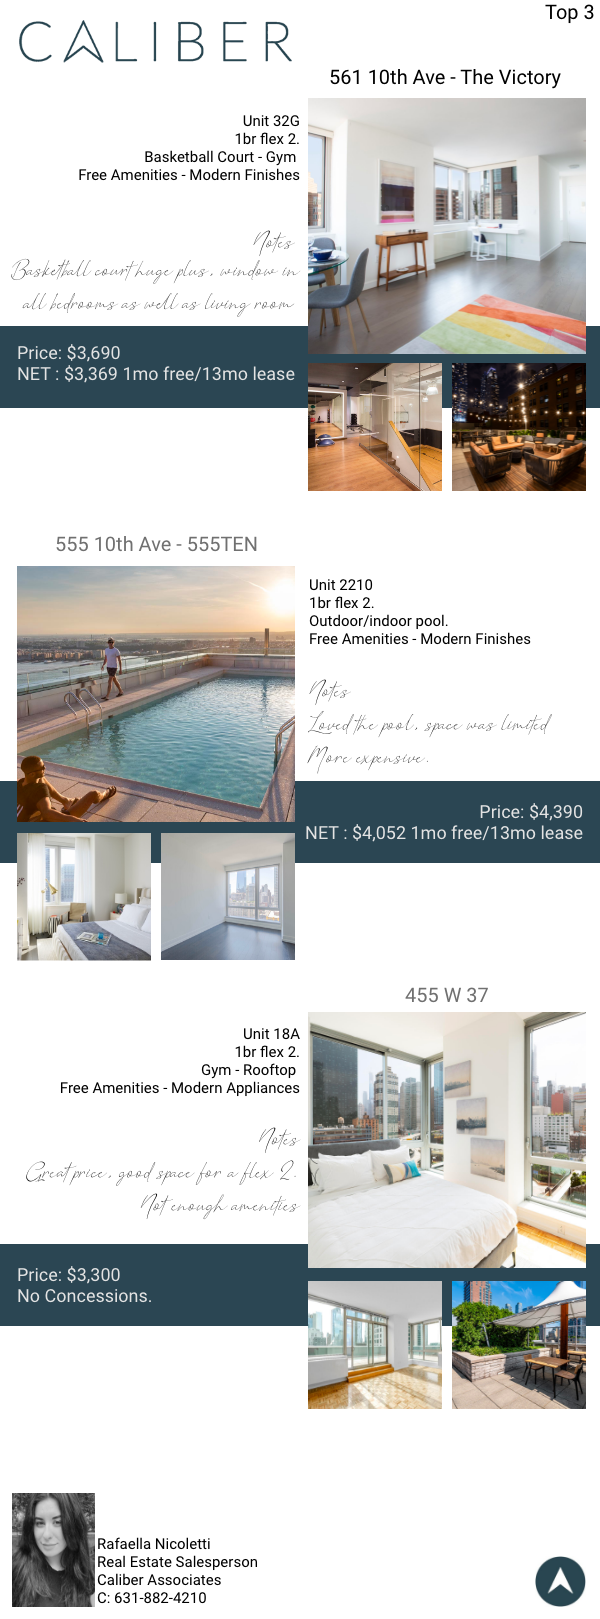 CALIBER
Top 3
561 10th Ave - The Victory
Unit 32G
1br flex 2.
Basketball Court - Gym
Free Amenities - Modern Finishes
Notes
Basketball court huge plus, window in
all bedrooms as well as living room
Price: $3,690
NET : $3,369 1mo free/13mo lease
555 10th Ave - 555TEN
Unit 2210
1br flex 2.
Outdoor/indoor pool.
Free Amenities - Modern Finishes
Notes
Loved the pool, space was limited
More expensive.
Price: $4,390
NET : $4,052 1mo free/13mo lease
455 W 37
Unit 18A
1br flex 2.
Gym - Rooftop
Free Amenities - Modern Appliances
Notes
Great price, good space for a flex 2.
Not enough amenities
Price: $3,300
No Concessions.
Rafaella Nicoletti
Real Estate Salesperson
Caliber Associates
C: 631-882-4210